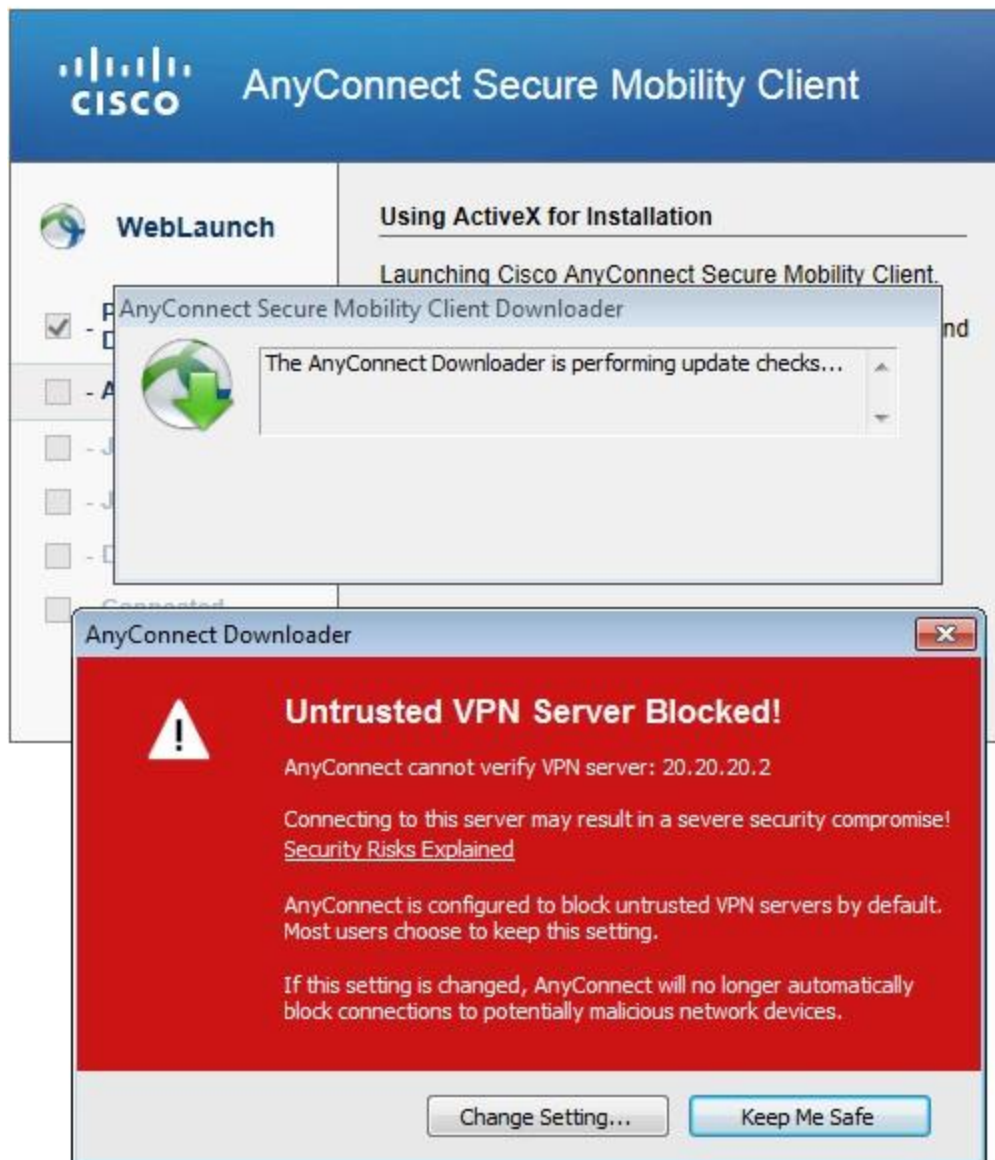 CISCO
AnyConnect Secure Mobility Client
WebLaunch
Using ActiveX for Installation
Launching Cisco AnyConnect Secure Mobility Client.
AnyConnect Secure Mobility Client Downloader
The AnyConnect Downloader is performing update checks...
- A
- J
- J
- D
AnyConnect Downloader
Untrusted VPN Server Blocked!
AnyConnect cannot verify VPN server: 20.20.20.2
Connecting to this server may result in a severe security compromise!
Security Risks Explained
AnyConnect is configured to block untrusted VPN servers by default.
Most users choose to keep this setting.
If this setting is changed, AnyConnect will no longer automatically
block connections to potentially malicious network devices.
Change Setting...
Keep Me Safe